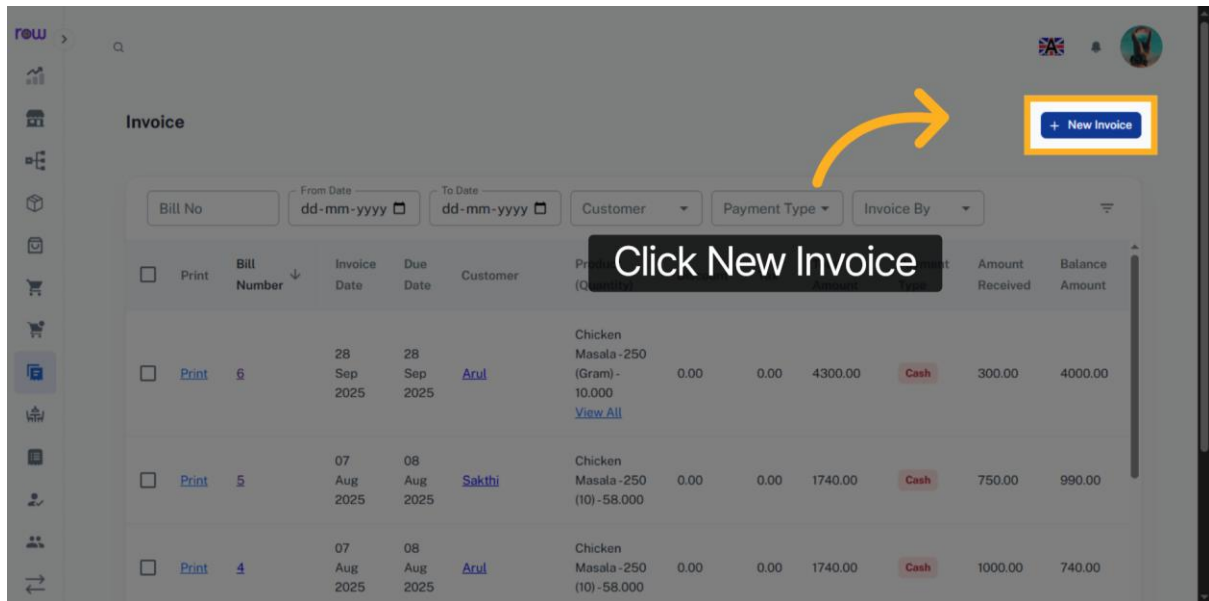 row
A
Invoice
+ New Invoice
Bill No
From Date
dd-mm-yyyy
To Date
dd-mm-yyyy
Customer
Payment Type
Invoice By
Click New Invoice
Print
Bill Number
Invoice Date
Due Date
Customer
(Quantity)
Amount
Type
Amount Received
Balance Amount
Print
6
28 Sep 2025
28 Sep 2025
Arul
Chicken
Masala-250
(Gram)-
10.000
View All
0.00
0.00
4300.00
Cash
300.00
4000.00
Print
5
07 Aug 2025
08 Aug 2025
Sakthi
Chicken
Masala-250
(10)-58.000
0.00
0.00
1740.00
Cash
750.00
990.00
Print
4
07 Aug 2025
08 Aug 2025
Arul
Chicken
Masala-250
(10)-58.000
0.00
0.00
1740.00
Cash
1000.00
740.00